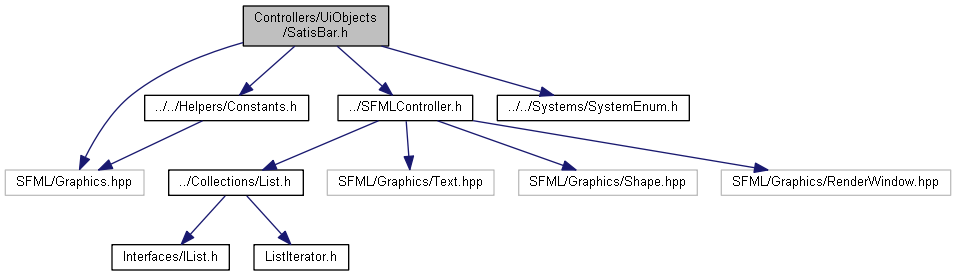 Controllers/UiObjects
/SatisBar.h
../../Helpers/Constants.h
../SFMLController.h
../../Systems/SystemEnum.h
SFML/Graphics.hpp
../Collections/List.h
SFML/Graphics/Text.hpp
SFML/Graphics/Shape.hpp
SFML/Graphics/RenderWindow.hpp
Interfaces/IList.h
ListIterator.h